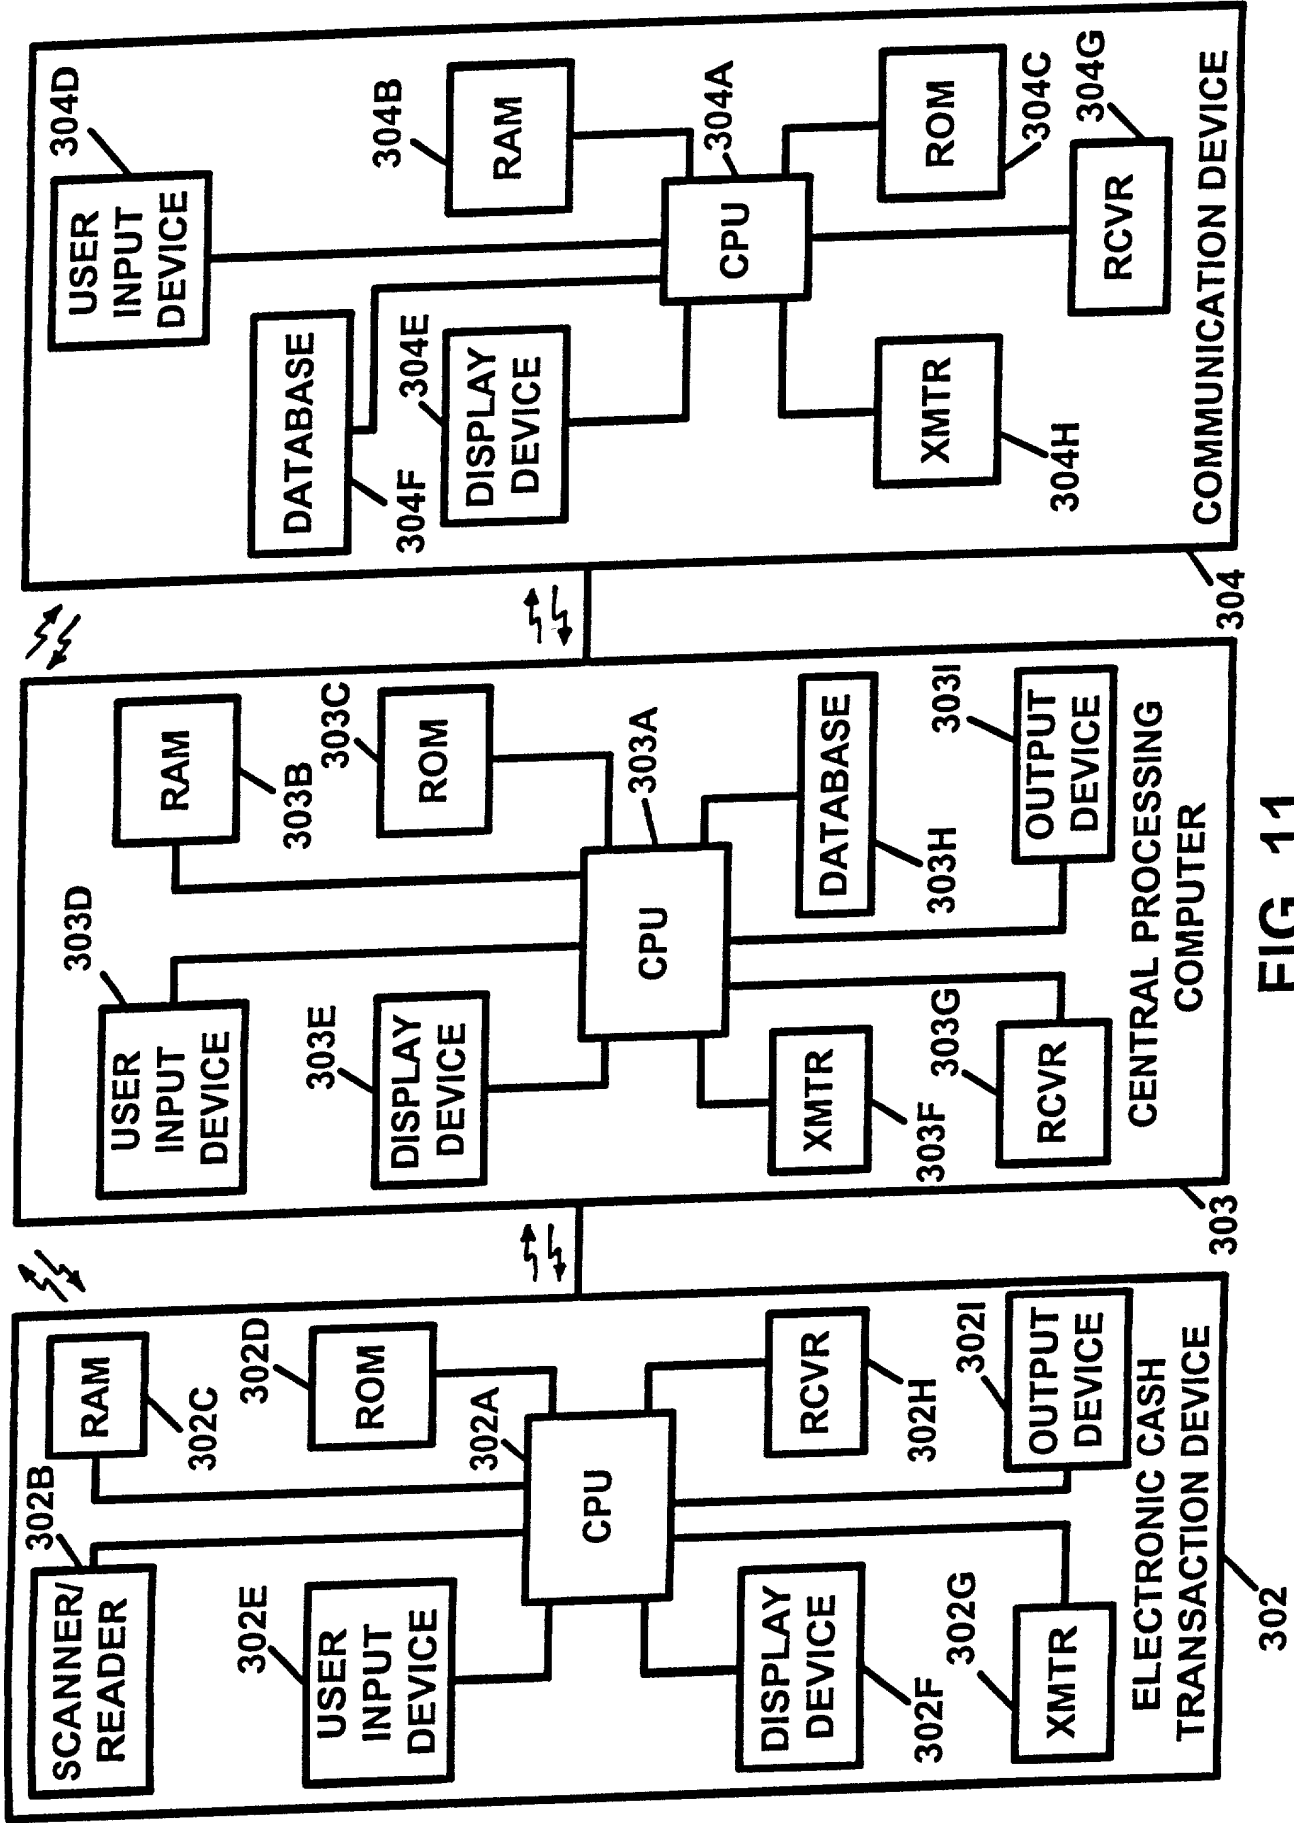 302B
SCANNER/
READER
RAM
302C
302D
ROM
302E
USER
INPUT
DEVICE
302A
CPU
RCVR
302H
DISPLAY
DEVICE
302F
302G
XMTR
302I
OUTPUT
DEVICE
ELECTRONIC CASH
TRANSACTION DEVICE
302
303D
USER
INPUT
DEVICE
RAM
303B
303C
ROM
303E
DISPLAY
DEVICE
303A
CPU
DATABASE
303H
XMTR
303F
303G
RCVR
303I
OUTPUT
DEVICE
CENTRAL PROCESSING
COMPUTER
303
304D
USER
INPUT
DEVICE
DATABASE
304F
304B
RAM
304E
DISPLAY
DEVICE
304A
CPU
ROM
304C
XMTR
304H
304G
RCVR
COMMUNICATION DEVICE
304
FIG 11